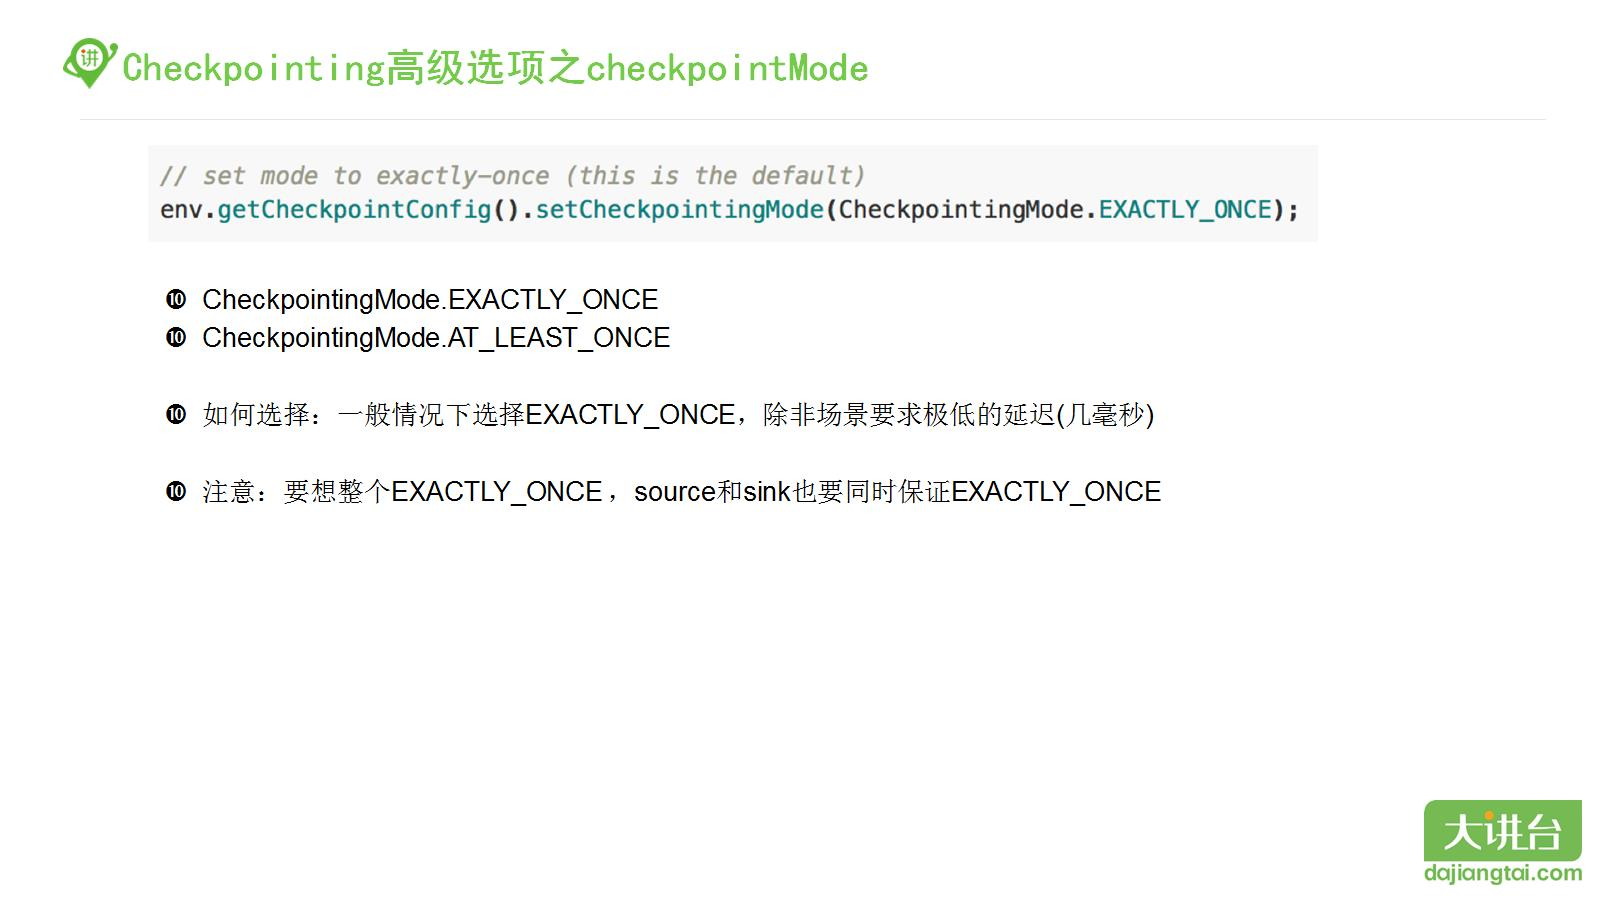 讲
Checkpointing高级选项之checkpointMode
// set mode to exactly-once (this is the default)
env.getCheckpointConfig().setCheckpointingMode(CheckpointingMode.EXACTLY_ONCE);
❿ CheckpointingMode.EXACTLY_ONCE
❿ CheckpointingMode.AT_LEAST_ONCE
❿ 如何选择：一般情况下选择EXACTLY_ONCE，除非场景要求极低的延迟(几毫秒)
❿ 注意：要想整个EXACTLY_ONCE，source和sink也要同时保证EXACTLY_ONCE
大讲台
dajiangtai.com